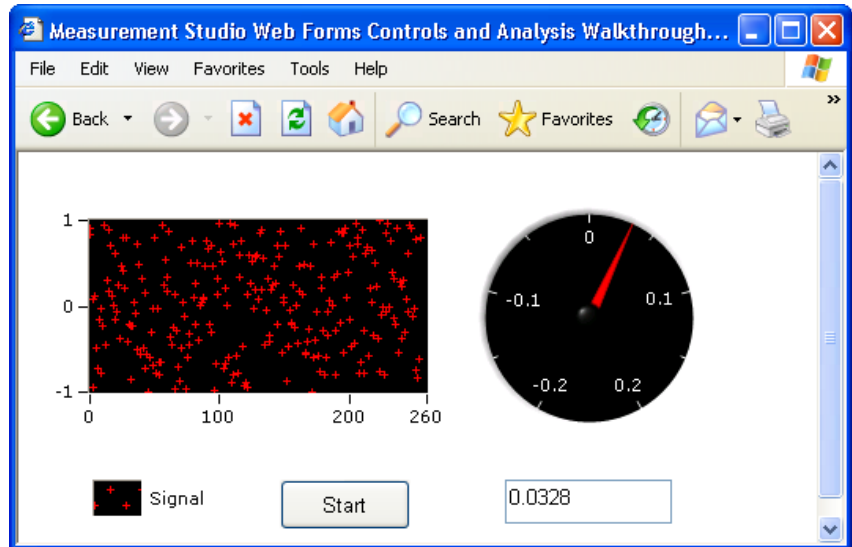 Measurement Studio Web Forms Controls and Analysis Walkthrough...
File Edit View Favorites Tools Help
Back Search Favorites »
1
0
-1
0 100 200 260
0
-0.1 0.1
-0.2 0.2
Signal
Start
0.0328